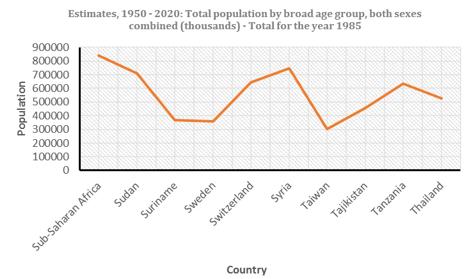 Estimates, 1950 - 2020: Total population by broad age group, both sexes
combined (thousands) - Total for the year 1985
Population
900000
800000
700000
600000
500000
400000
300000
200000
100000
0
Sub-Saharan Africa
Sudan
Suriname
Sweden
Switzerland
Syria
Taiwan
Tajikistan
Tanzania
Thailand
Country